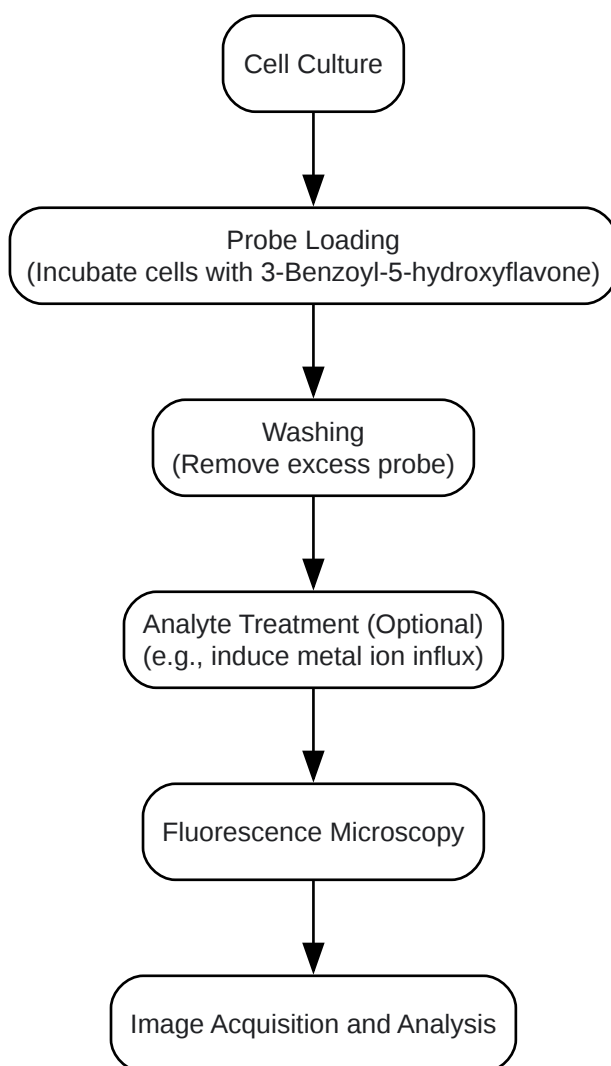 Cell Culture
Probe Loading
(Incubate cells with 3-Benzoyl-5-hydroxyflavone)
Washing
(Remove excess probe)
Analyte Treatment (Optional)
(e.g., induce metal ion influx)
Fluorescence Microscopy
Image Acquisition and Analysis